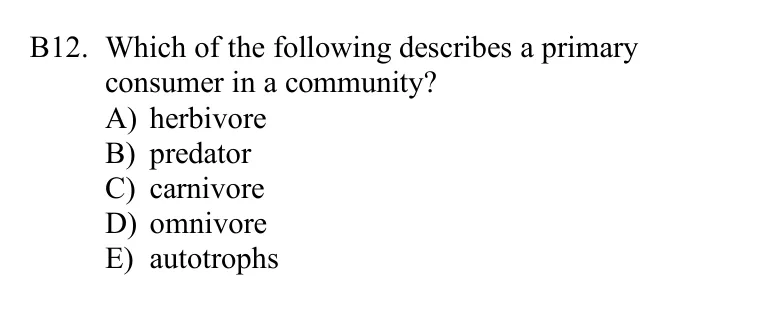 B12. Which of the following describes a primary
consumer in a community?
A) herbivore
B) predator
C) carnivore
D) omnivore
E) autotrophs